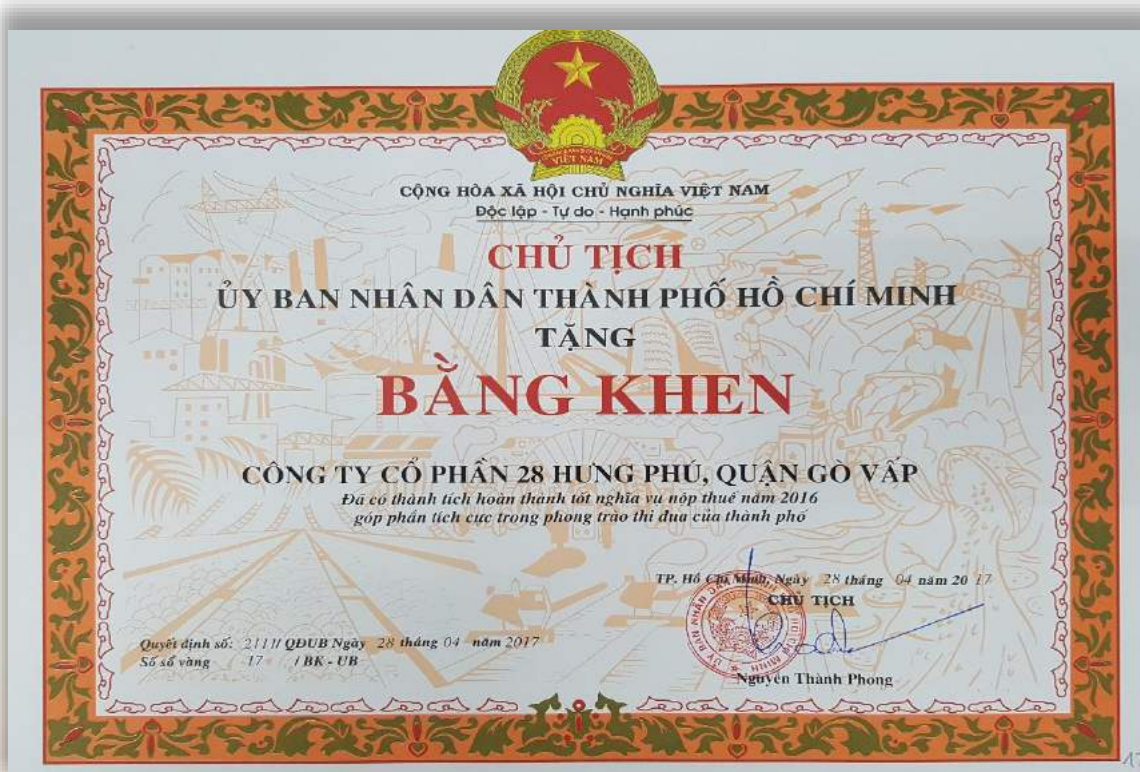 VIỆT NAM
CỘNG HÒA XÃ HỘI CHỦ NGHĨA VIỆT NAM
Độc lập - Tự do - Hạnh phúc
CHỦ TỊCH
ỦY BAN NHÂN DÂN THÀNH PHỐ HỒ CHÍ MINH
TẶNG
BẰNG KHEN
CÔNG TY CỔ PHẦN 28 HƯNG PHÚ, QUẬN GÒ VẤP
Đã có thành tích hoàn thành tốt nghĩa vụ nộp thuế năm 2016
góp phần tích cực trong phong trào thi đua của thành phố
TP. Hồ Chí Minh, Ngày 28 tháng 04 năm 20 17
CHỦ TỊCH
Quyết định số: QĐUB Ngày 28 tháng 04 năm 2017
Số sổ vàng 17 / BK - UB
Nguyễn Thành Phong